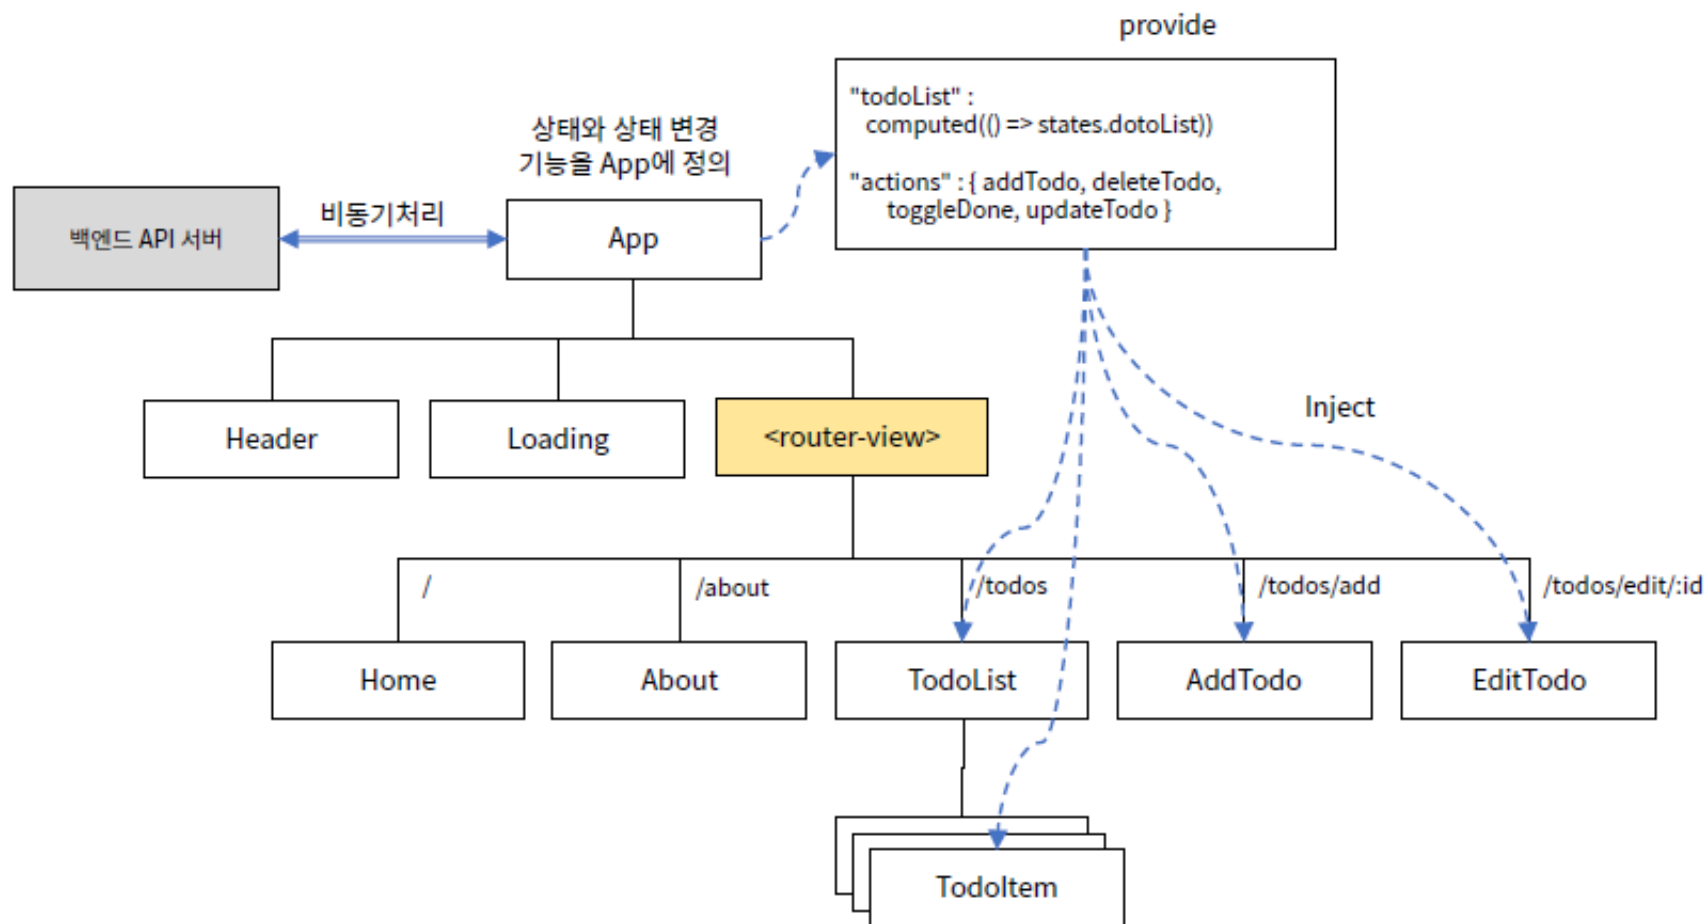 provide
"todoList" :
computed(() => states.dotoList))
"actions" : { addTodo, deleteTodo,
toggleDone, updateTodo }
상태와 상태 변경
기능을 App에 정의
백엔드 API 서버
비동기처리
App
Header
Loading
<router-view>
Inject
/
/about
/todos
/todos/add
/todos/edit/:id
Home
About
TodoList
AddTodo
EditTodo
TodoItem